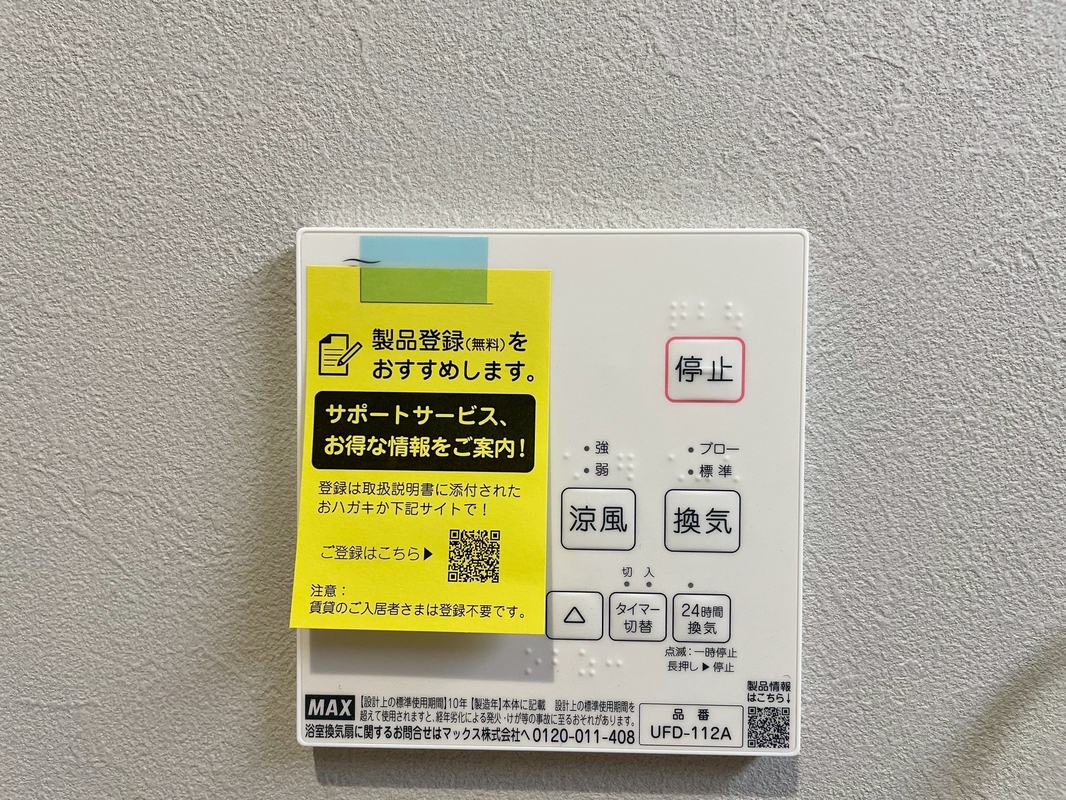 製品登録(無料)を
おすすめします。
サポートサービス、
お得な情報をご案内!
登録は取扱説明書に添付された
おハガキか下記サイトで!
ご登録はこちら▶
注意:
賃貸のご入居者さまは登録不要です。
停止
強
弱
涼風
ブロー
標準
換気
△
切 入
タイマー
切替
24時間
換気
点滅:一時停止
長押し▶停止
MAX
【設計上の標準使用期間】10年【製造年】本体に記載 設計上の標準使用期間を
超えて使用されますと、経年劣化による発火・けが等の事故に至るおそれがあります。
浴室換気扇に関するお問合せはマックス株式会社へ 0120-011-408
品番
UFD-112A
製品情報
はこちら↓